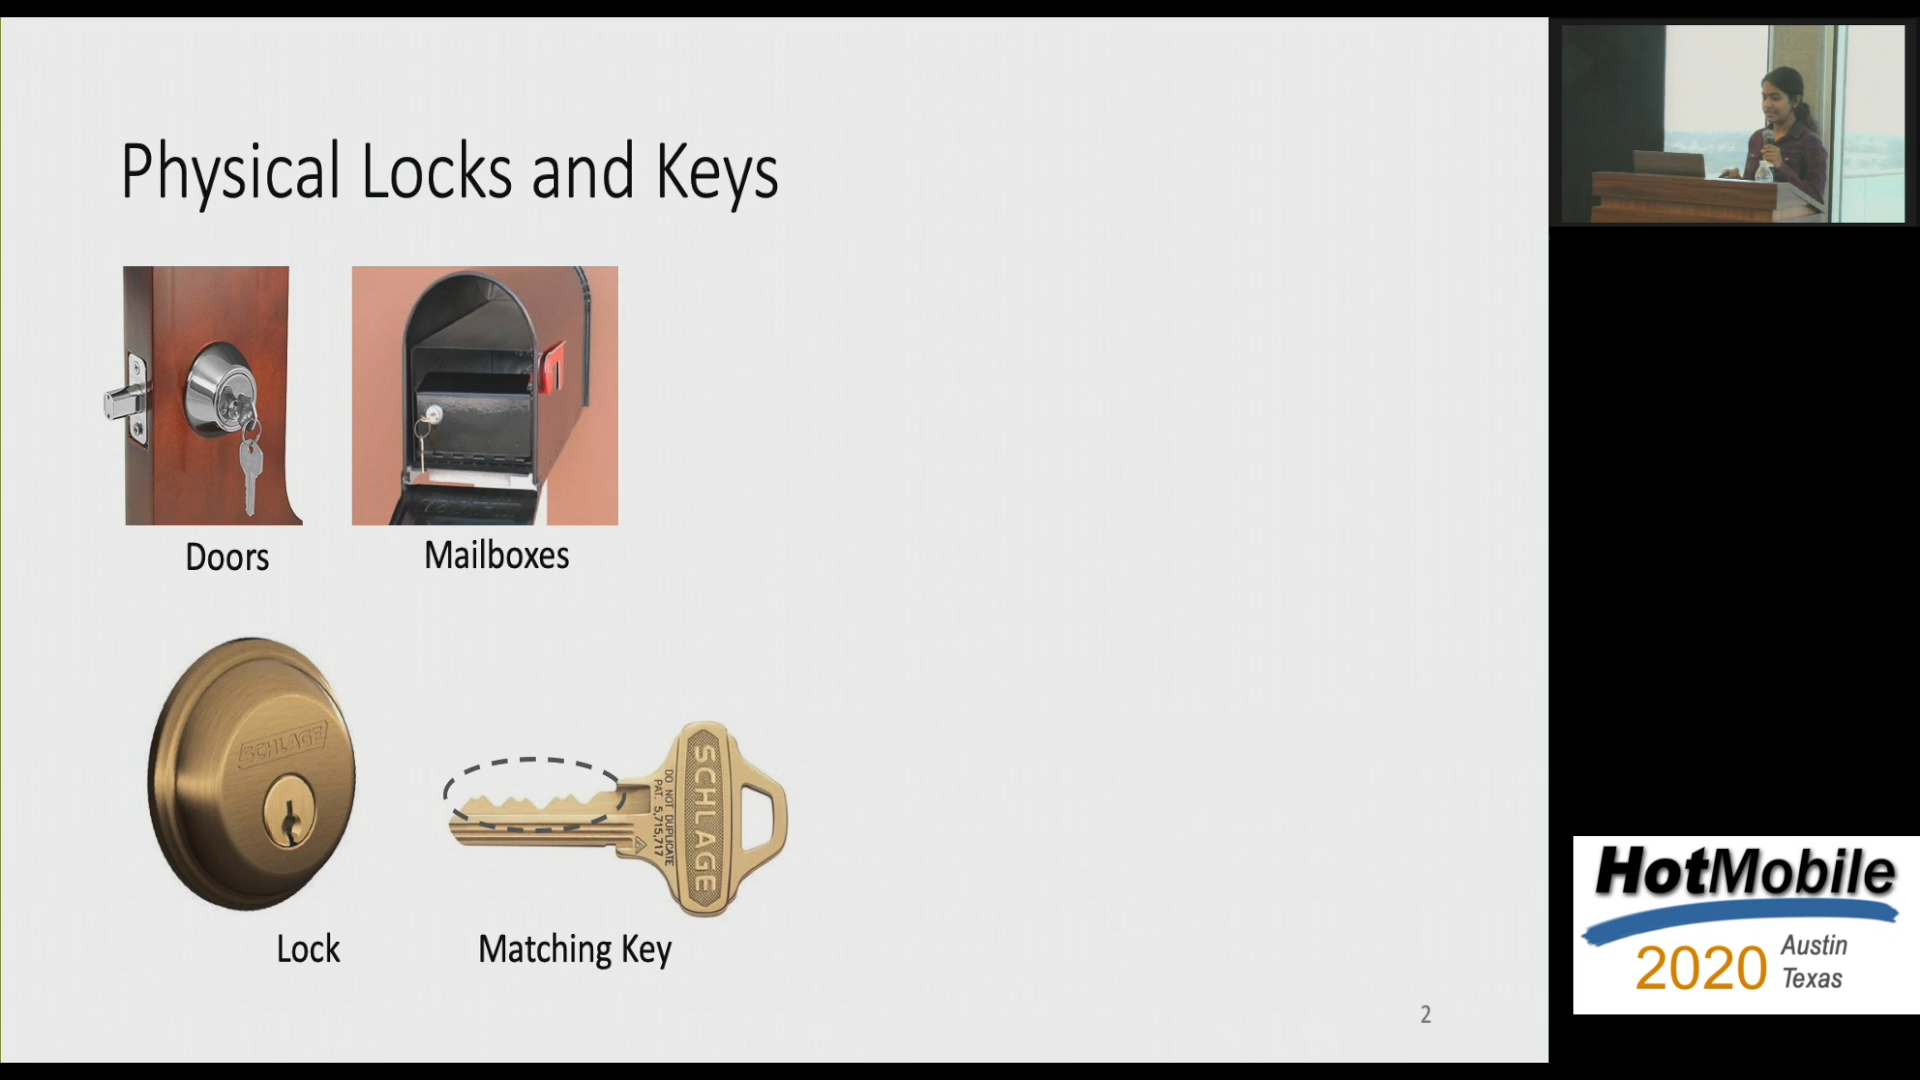 Physical Locks and Keys
Doors
Mailboxes
SCHLAGE
SCHLAGE
DO NOT DUPLICATE
PAT. 5,715,717
Lock
Matching Key
2
HotMobile
2020
Austin
Texas